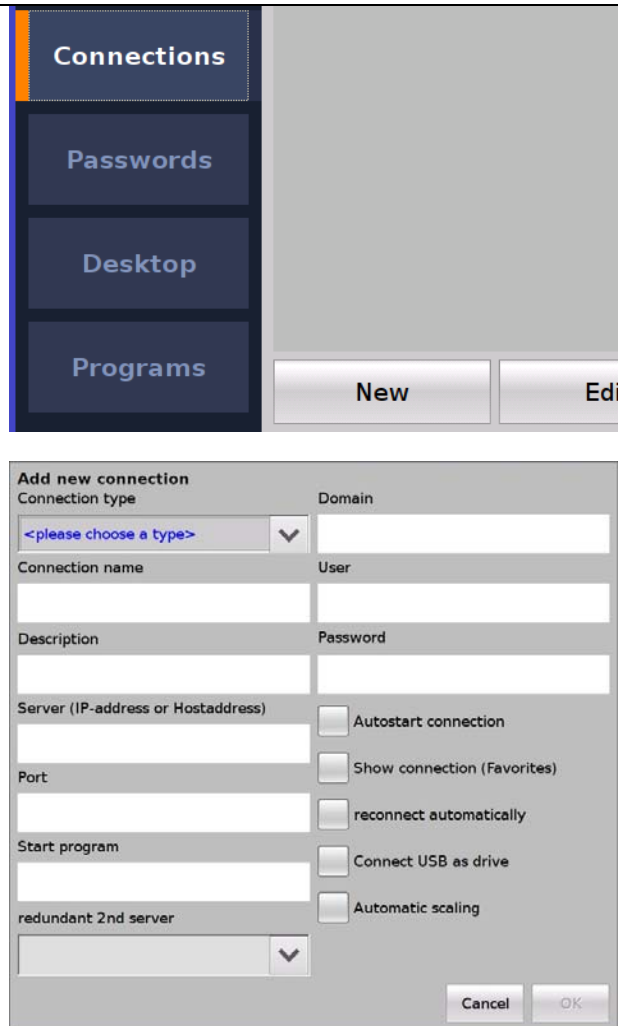 Connections
Passwords
Desktop
Programs
New
Edi
Add new connection
Connection type
<please choose a type>
Connection name
Description
Server (IP-address or Hostaddress)
Port
Start program
redundant 2nd server
Domain
User
Password
Autostart connection
Show connection (Favorites)
reconnect automatically
Connect USB as drive
Automatic scaling
Cancel
OK